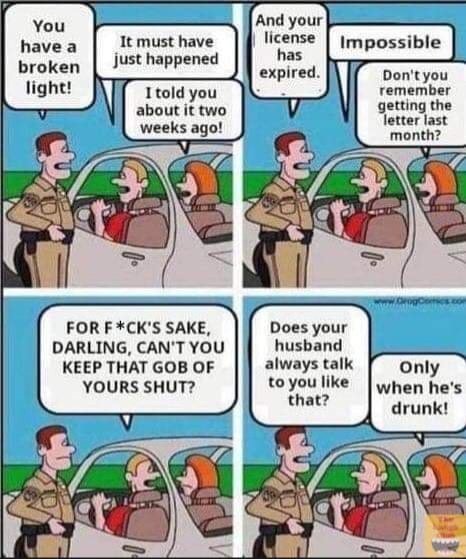 You
have a
broken
light!
It must have
just happened
I told you
about it two
weeks ago!
And your
license
has
expired.
Impossible
Don't you
remember
getting the
letter last
month?
www.GrogComics.com
FOR F*CK'S SAKE,
DARLING, CAN'T YOU
KEEP THAT GOB OF
YOURS SHUT?
Does your
husband
always talk
to you like
that?
Only
when he's
drunk!